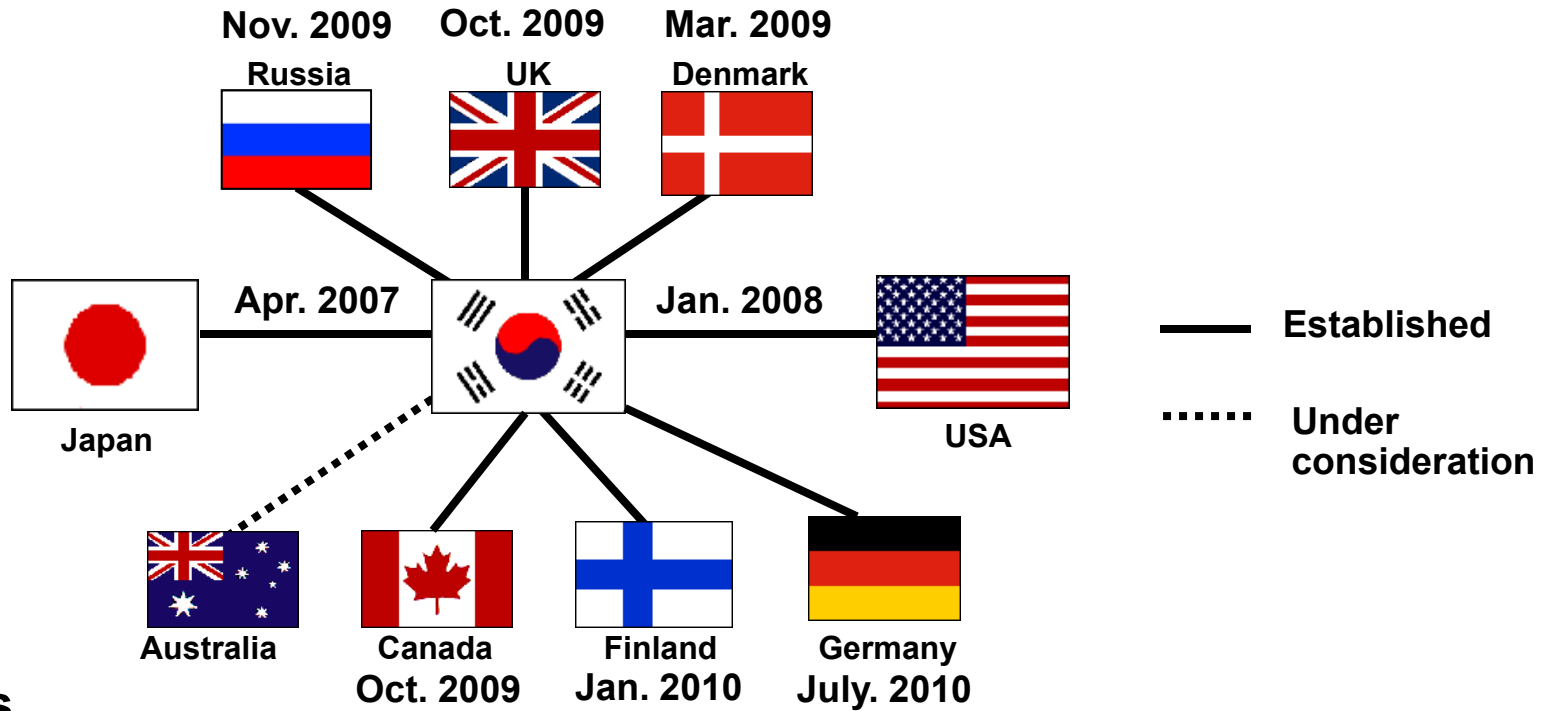 Nov. 2009
Oct. 2009
Mar. 2009
Russia
UK
Denmark
Apr. 2007
Jan. 2008
Established
Japan
USA
Under
consideration
Australia
Canada
Finland
Germany
Oct. 2009
Jan. 2010
July. 2010
s